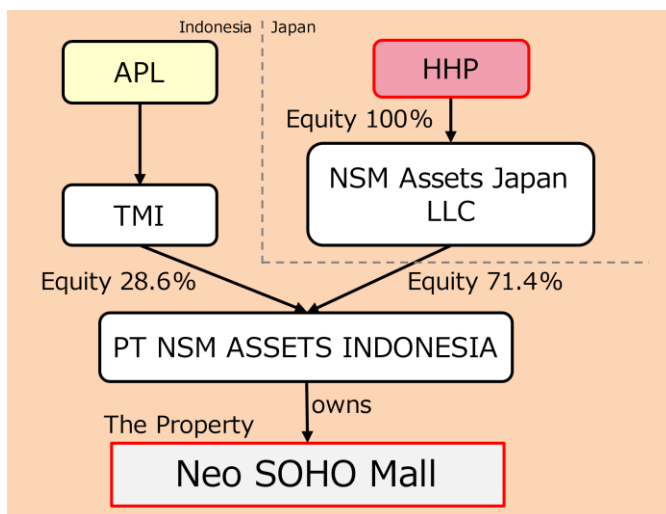 Indonesia
Japan
APL
HHP
Equity 100%
NSM Assets Japan
LLC
TMI
Equity 28.6%
Equity 71.4%
PT NSM ASSETS INDONESIA
owns
The Property
Neo SOHO Mall